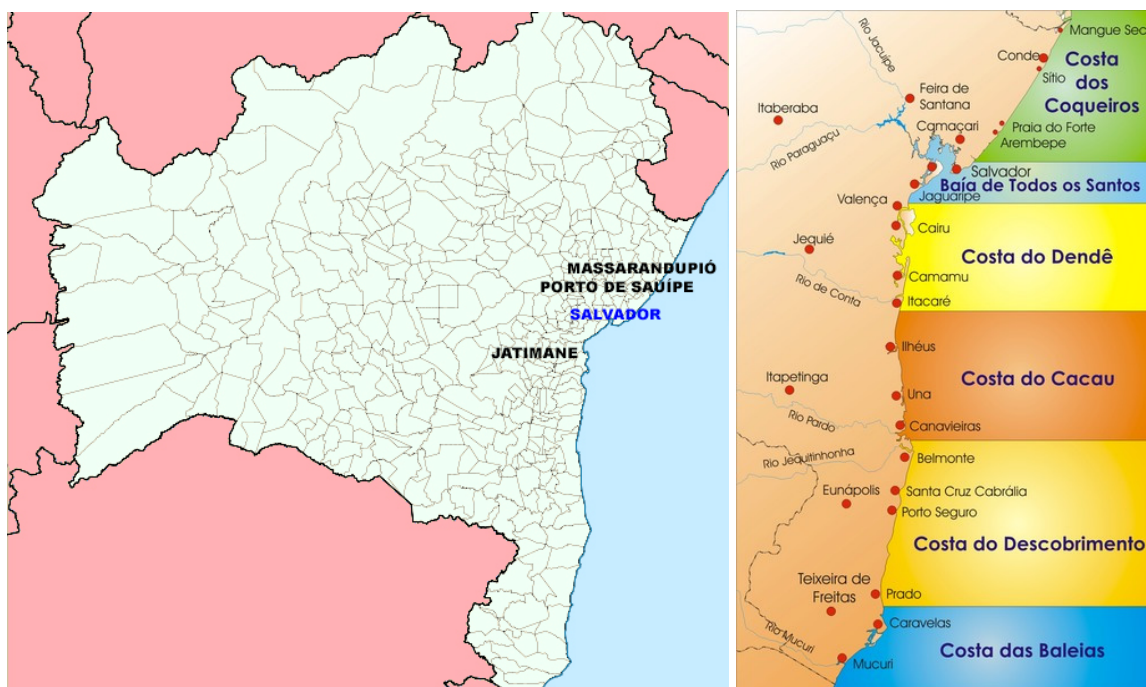 MASSARANDUPIÓ
PORTO DE SAUÍPE
SALVADOR
JATIMANE
Mangue Sec
Rio Jacuípe
Conde
Costa
dos
Coqueiros
Sítio
Feira de
Santana
Itaberaba
Camaçari
Praia do Forte
Arembepe
Rio Paraguaçu
Salvador
Baía de Todos os Santos
Jaguaripe
Valença
Cairu
Jequié
Costa do Dendê
Camamu
Rio de Conta
Itacaré
Ilhéus
Itapetinga
Costa do Cacau
Una
Rio Pardo
Canavieiras
Rio Jequitinhonha
Belmonte
Eunápolis
Santa Cruz Cabrália
Porto Seguro
Costa do Descobrimento
Teixeira de
Freitas
Prado
Caravelas
Rio Mucuri
Costa das Baleias
Mucuri